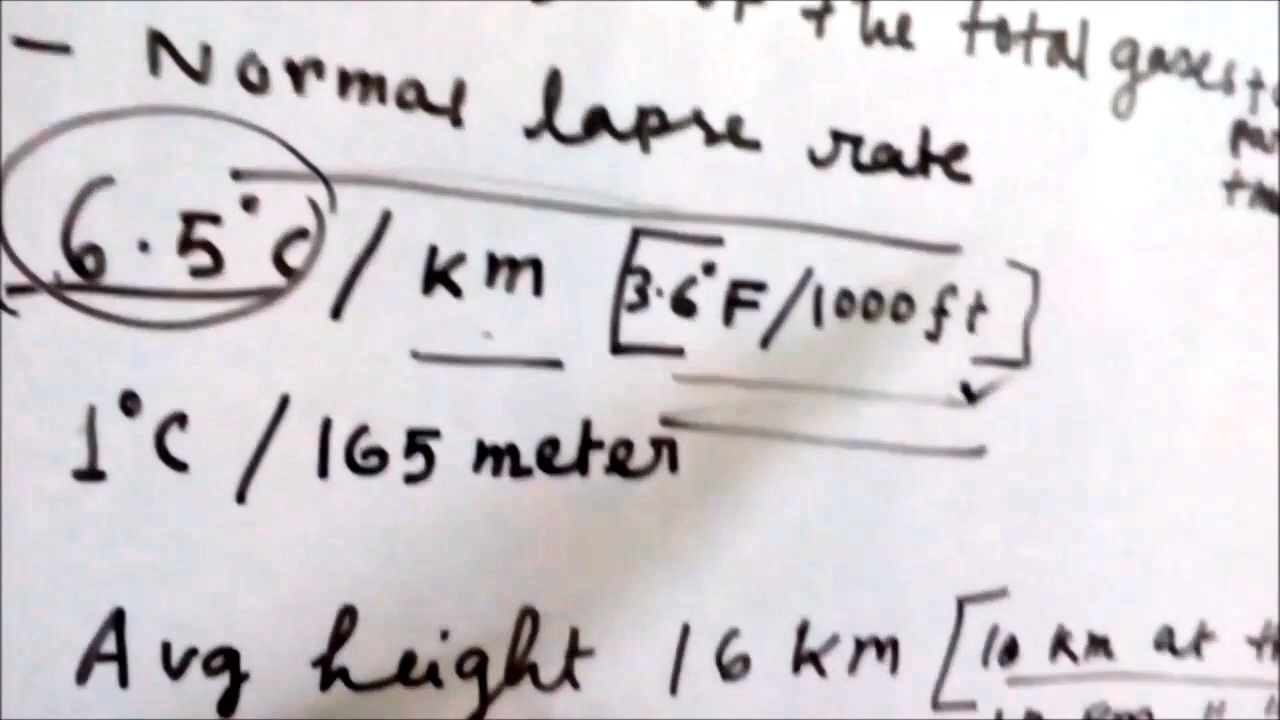 the total gases
- Normal lapse rate
6.5°C / km [3.6°F/1000ft]
1°C / 165 meter
Avg height 16 km [10 km at